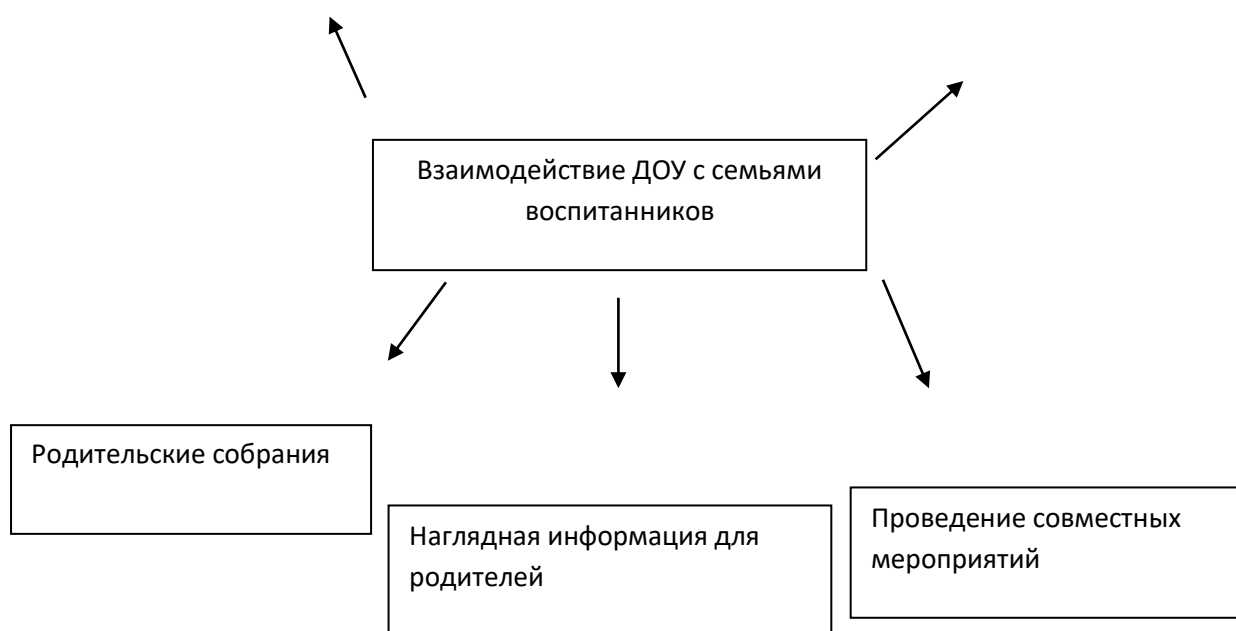 Взаимодействие ДОУ с семьями
воспитанников
Родительские собрания
Наглядная информация для
родителей
Проведение совместных
мероприятий